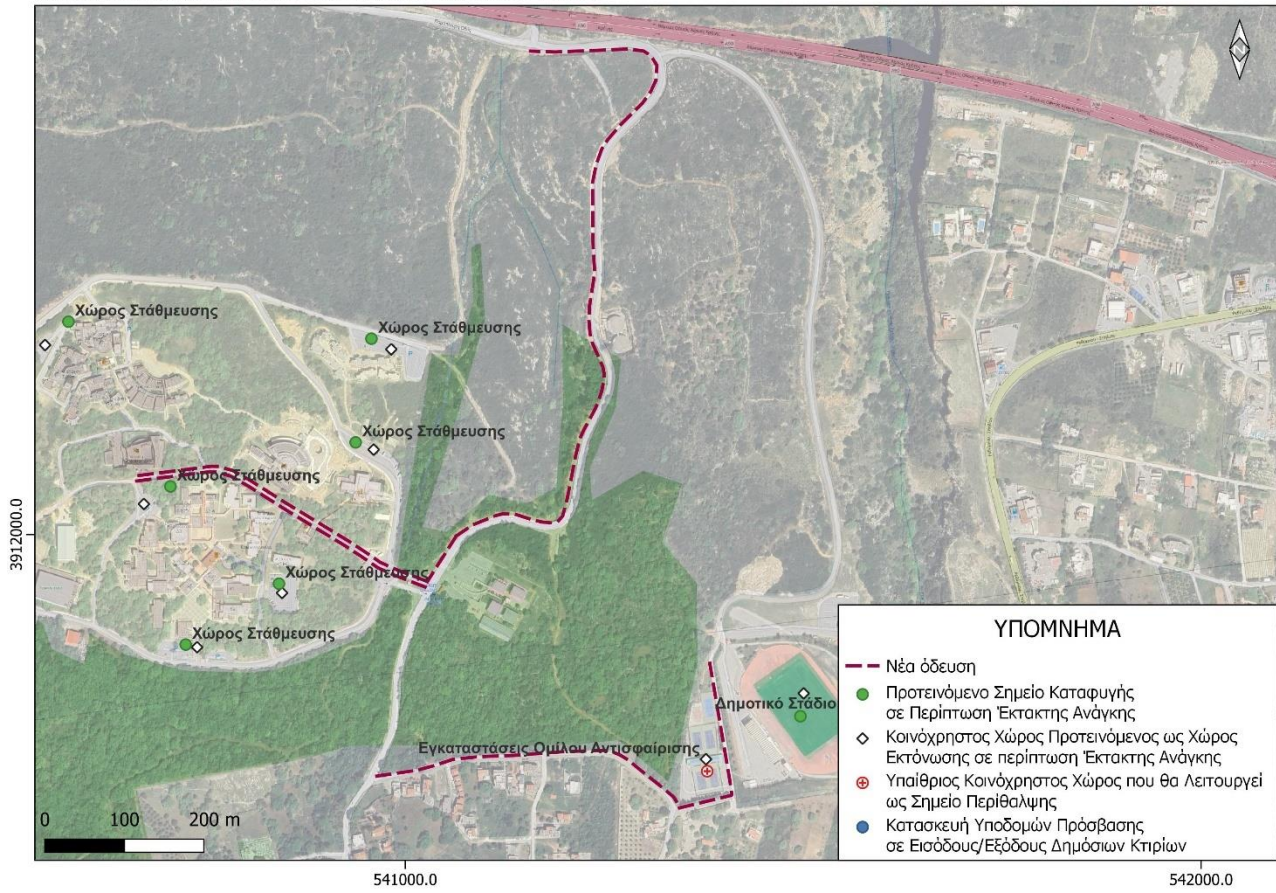 Χώρος Στάθμευσης
Χώρος Στάθμευσης
Χώρος Στάθμευσης
Χώρος Στάθμευσης
Χώρος Στάθμευσης
Χώρος Στάθμευσης
Δημοτικό Στάδιο
Εγκαταστάσεις Ομίλου Αντισφαίρισης
3912000.0
0 100 200 m
541000.0
542000.0
ΥΠΟΜΝΗΜΑ
Νέα όδευση
Προτεινόμενο Σημείο Καταφυγής
σε Περίπτωση Έκτακτης Ανάγκης
Κοινόχρηστος Χώρος Προτεινόμενος ως Χώρος
Εκτόνωσης σε περίπτωση Έκτακτης Ανάγκης
Υπαίθριος Κοινόχρηστος Χώρος που θα Λειτουργεί
ως Σημείο Περίθαλψης
Κατασκευή Υποδομών Πρόσβασης
σε Εισόδους/Εξόδους Δημόσιων Κτιρίων